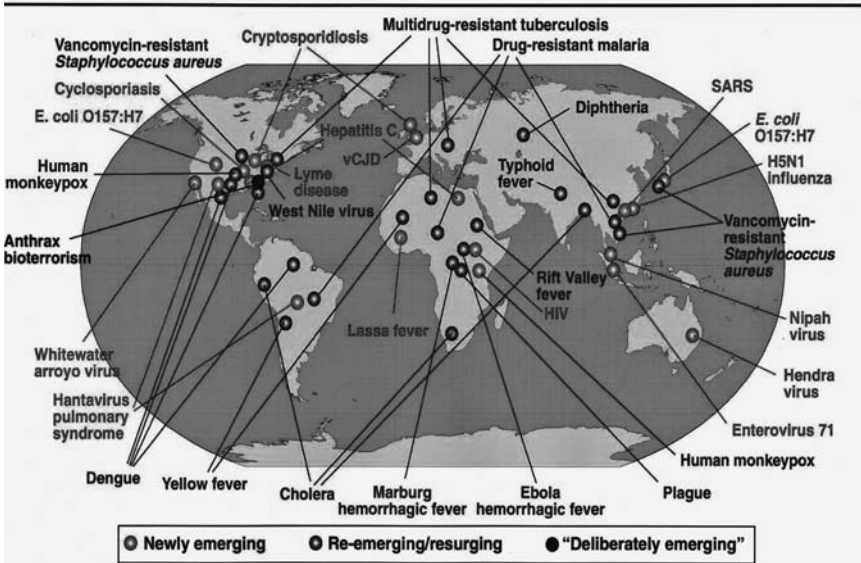 Multidrug-resistant tuberculosis
Cryptosporidiosis
Vancomycin-resistant
Staphylococcus aureus
Drug-resistant malaria
Cyclosporiasis
SARS
E. coli O157:H7
Hepatitis C
Diphtheria
E. coli
O157:H7
vCJD
Human
monkeypox
Lyme
disease
Typhoid
fever
H5N1
influenza
West Nile virus
Anthrax
bioterrorism
Vancomycin-
resistant
Staphylococcus
aureus
Rift Valley
fever
HIV
Lassa fever
Nipah
virus
Whitewater
arroyo virus
Hendra
virus
Hantavirus
pulmonary
syndrome
Enterovirus 71
Human monkeypox
Dengue
Yellow fever
Cholera
Marburg
hemorrhagic fever
Ebola
hemorrhagic fever
Plague
Newly emerging
Re-emerging/resurging
“Deliberately emerging”